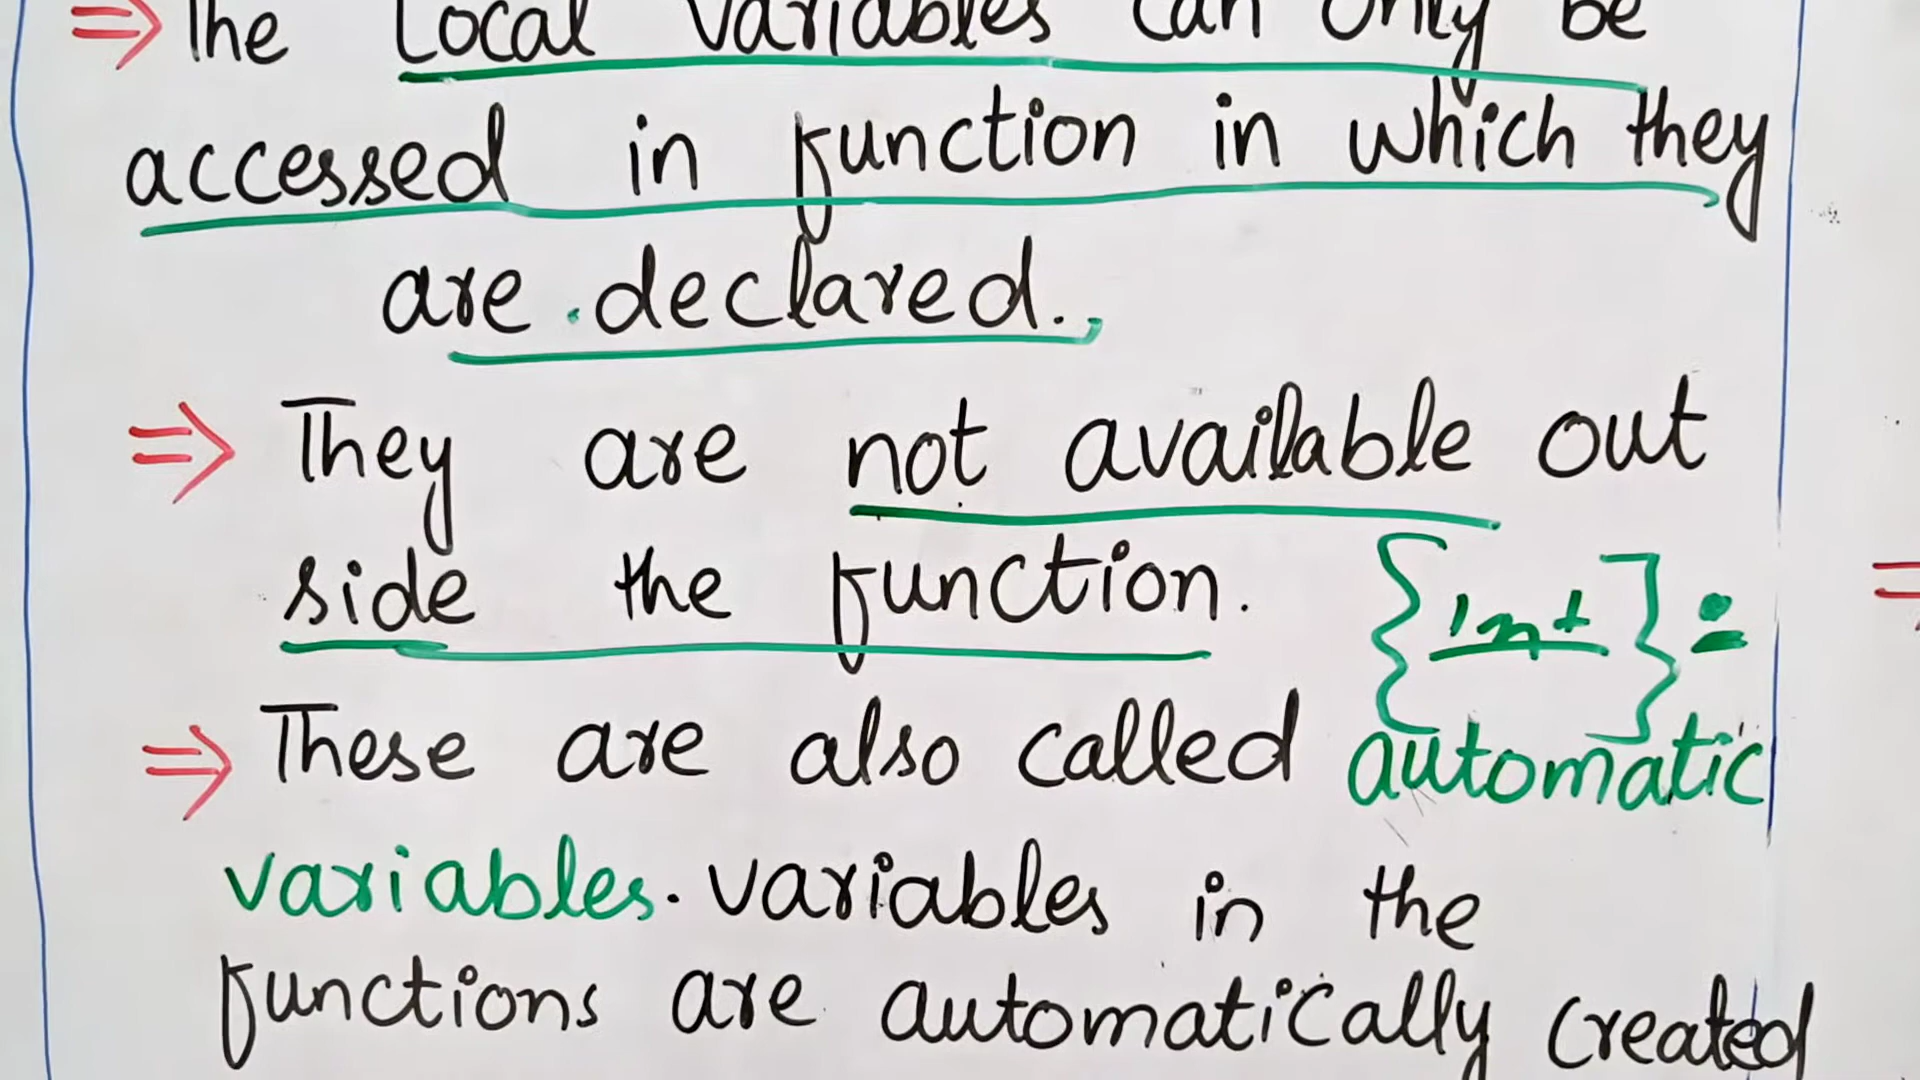 ⇒ The Local variables can only be
accessed in function in which they
are declared.
⇒ They are not available out
side the function.
{int}
⇒ These are also called automatic
variables. variables in the
functions are automatically created